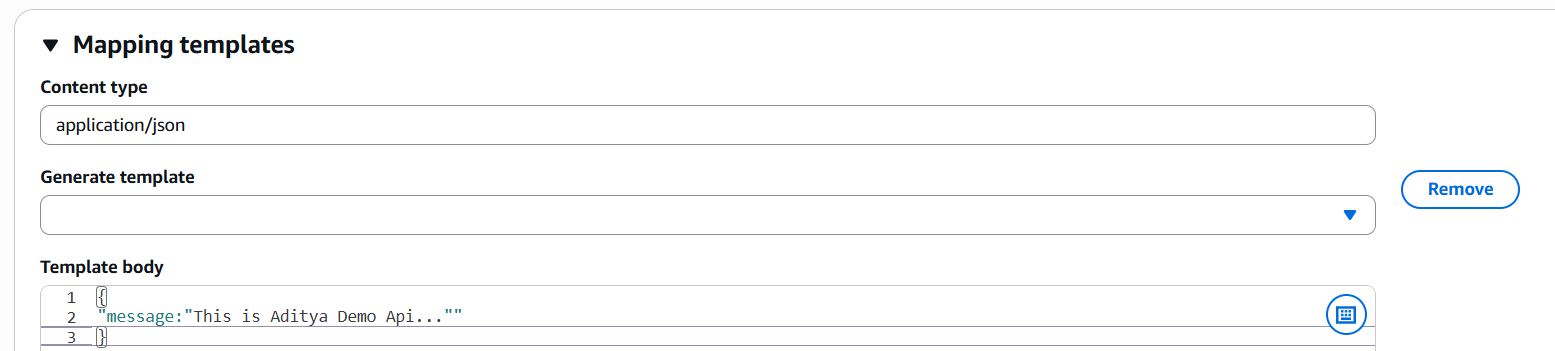 Mapping templates
Content type
application/json
Generate template
Remove
Template body
1 {
2 "message:"This is Aditya Demo Api...""
3 }